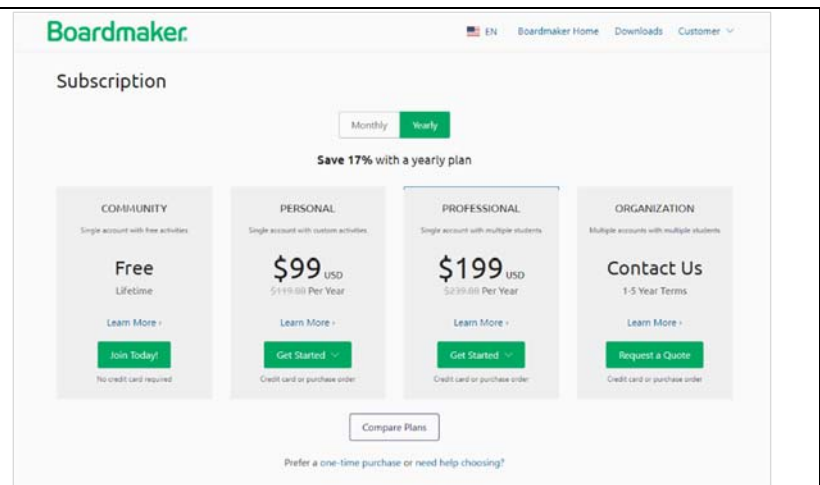 Boardmaker.
EN Boardmaker Home Downloads Customer
Subscription
Monthly Yearly
Save 17% with a yearly plan
COMMUNITY
Single account with free activities
Free
Lifetime
Learn More ›
Join Today!
No credit card required
PERSONAL
Single account with custom activities
$99 USD
$119.88 Per Year
Learn More ›
Get Started
Credit card or purchase order
PROFESSIONAL
Single account with multiple students
$199 USD
$239.88 Per Year
Learn More ›
Get Started
Credit card or purchase order
ORGANIZATION
Multiple accounts with multiple students
Contact Us
1-5 Year Terms
Learn More ›
Request a Quote
Credit card or purchase order
Compare Plans
Prefer a one-time purchase or need help choosing?